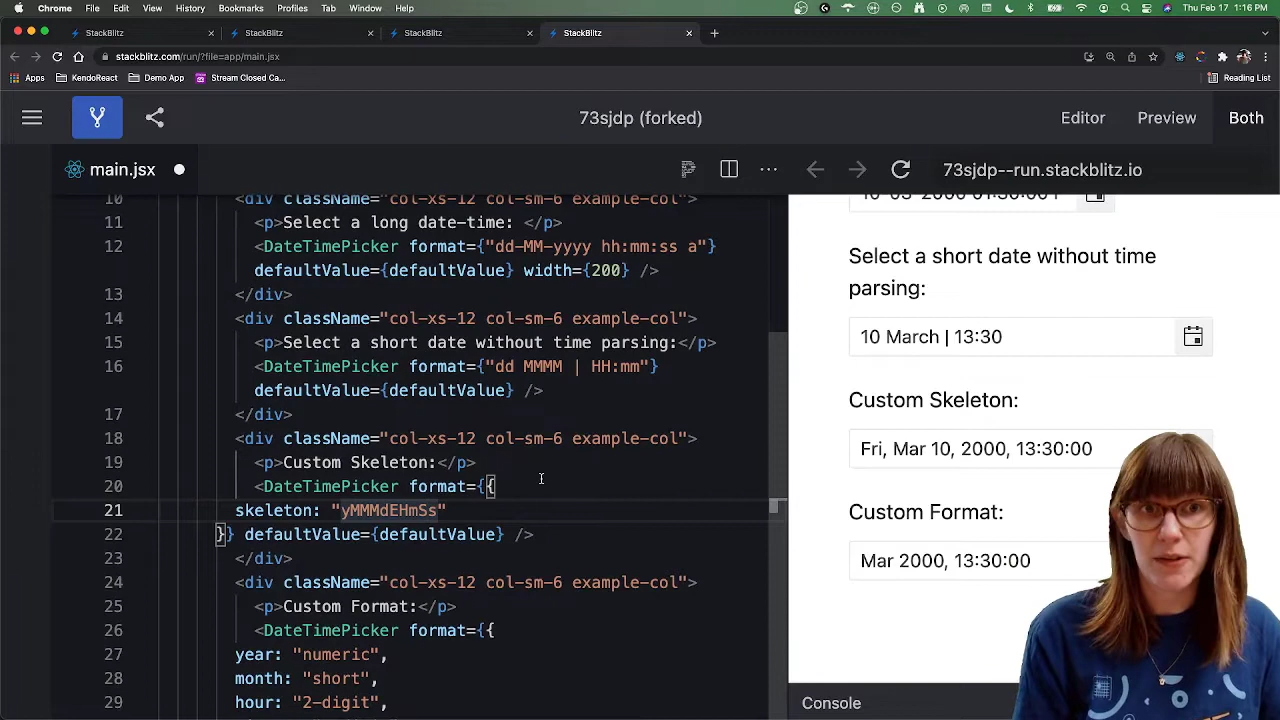 Chrome File Edit View History Bookmarks Profiles Tab Window Help Thu Feb 17 1:16 PM
StackBlitz StackBlitz StackBlitz StackBlitz
stackblitz.com/run/?file=app/main.jsx
Apps KendoReact Demo App Stream Closed Ca... Reading List
73sjdp (forked) Editor Preview Both
main.jsx 73sjdp--run.stackblitz.io
10 <div className="col-xs-12 col-sm-6 example-col">
11 <p>Select a long date-time: </p>
12 <DateTimePicker format={"dd-MM-yyyy hh:mm:ss a"}
defaultValue={defaultValue} width={200} />
13 </div>
14 <div className="col-xs-12 col-sm-6 example-col">
15 <p>Select a short date without time parsing:</p>
16 <DateTimePicker format={"dd MMMM | HH:mm"}
defaultValue={defaultValue} />
17 </div>
18 <div className="col-xs-12 col-sm-6 example-col">
19 <p>Custom Skeleton:</p>
20 <DateTimePicker format={{
21 skeleton: "yMMMdEHmSs"
22 }} defaultValue={defaultValue} />
23 </div>
24 <div className="col-xs-12 col-sm-6 example-col">
25 <p>Custom Format:</p>
26 <DateTimePicker format={{
27 year: "numeric",
28 month: "short",
29 hour: "2-digit",
Select a short date without time
parsing:
10 March | 13:30
Custom Skeleton:
Fri, Mar 10, 2000, 13:30:00
Custom Format:
Mar 2000, 13:30:00
Console